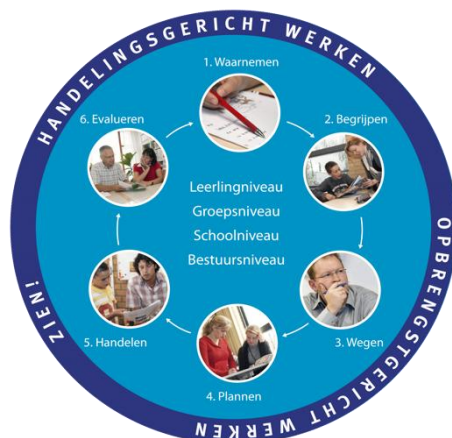 HANDELINGSGERICHT WERKEN
OPBRENGSTGERICHT WERKEN
ZIEN!
1. Waarnemen
2. Begrijpen
3. Wegen
4. Plannen
5. Handelen
6. Evalueren
Leerlingniveau
Groepsniveau
Schoolniveau
Bestuursniveau